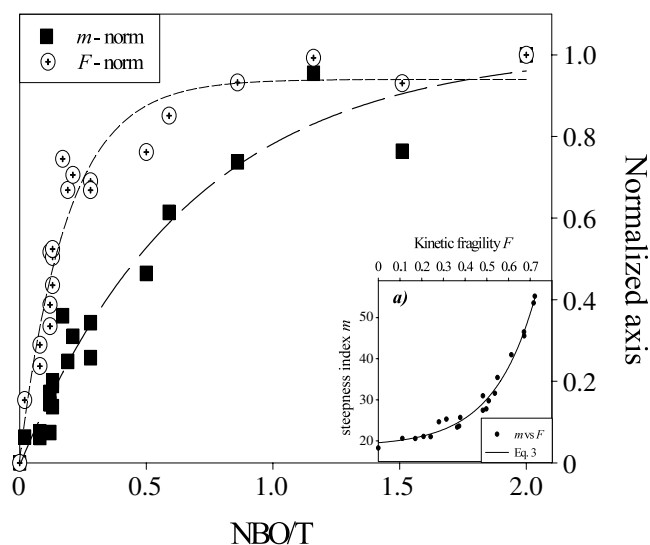 m - norm
F - norm
1.0
0.8
0.6
0.4
0.2
0
Normalized axis
Kinetic fragility F
0 0.1 0.2 0.3 0.4 0.5 0.6 0.7
a)
50
40
30
20
steepness index m
m vs F
Eq. 3
0 0.5 1.0 1.5 2.0
NBO/T